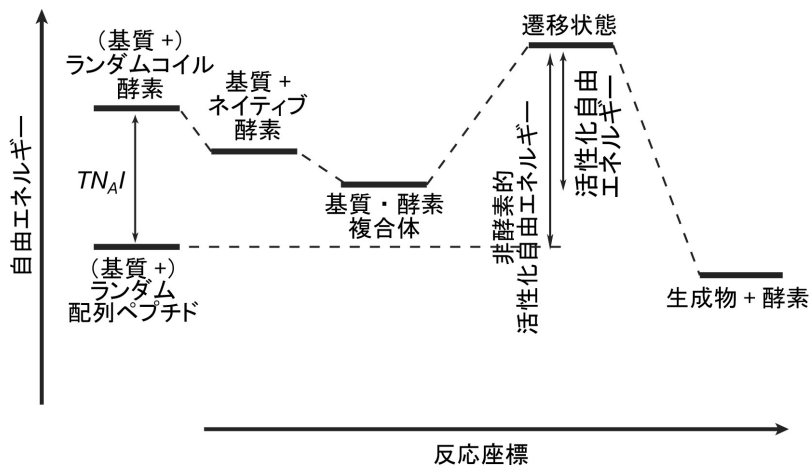 (基質 +)
ランダムコイル
酵素
基質 +
ネイティブ
酵素
遷移状態
TNAI
基質・酵素
複合体
非酵素的
活性化自由エネルギー
活性化自由
エネルギー
(基質 +)
ランダム
配列ペプチド
生成物 + 酵素
自由エネルギー
反応座標